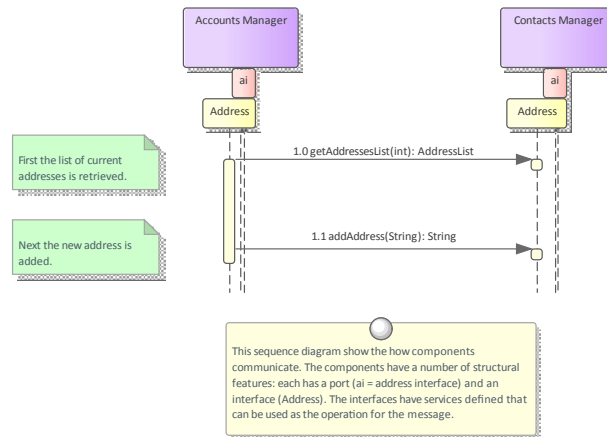 Accounts Manager
Contacts Manager
ai
ai
Address
Address
First the list of current
addresses is retrieved.
1.0 getAddressesList(int): AddressList
Next the new address is
added.
1.1 addAddress(String): String
This sequence diagram show the how components
communicate. The components have a number of structural
features: each has a port (ai = address interface) and an
interface (Address). The interfaces have services defined that
can be used as the operation for the message.